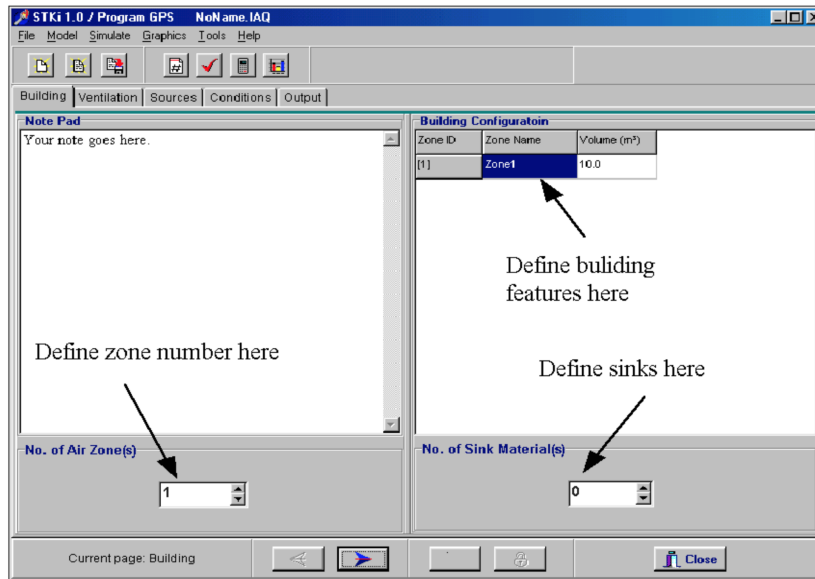 STKi 1.0 / Program GPS NoName.IAQ
File Model Simulate Graphics Tools Help
Building Ventilation Sources Conditions Output
Note Pad
Your note goes here.
Building Configuratoin
Zone ID Zone Name Volume (m³)
[1] Zone1 10.0
Define buliding
features here
Define zone number here
Define sinks here
No. of Air Zone(s)
1
No. of Sink Material(s)
0
Current page: Building
Close